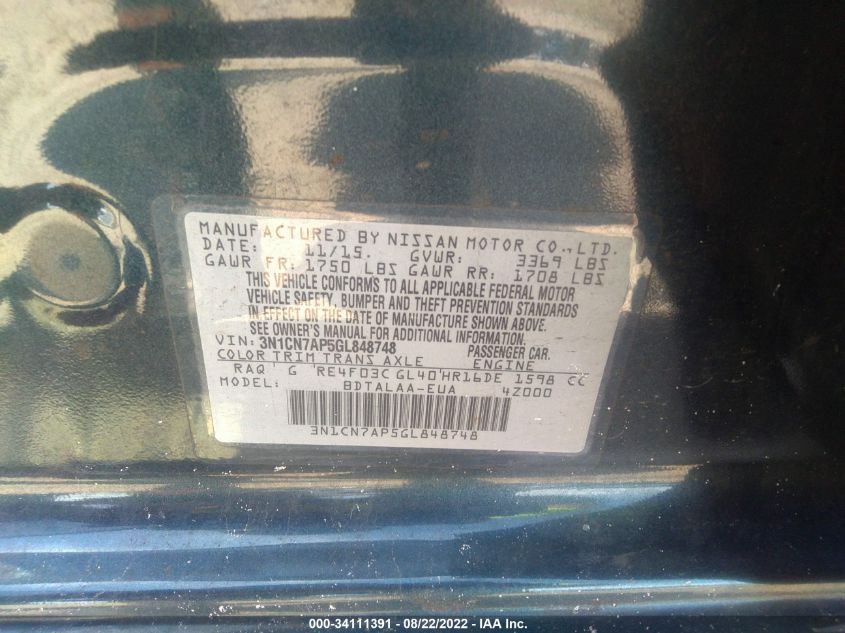 MANUFACTURED BY NISSAN MOTOR CO.,LTD.
DATE: 11/15. GVWR: 3369 LBS
GAWR FR: 1750 LBS GAWR RR: 1708 LBS
THIS VEHICLE CONFORMS TO ALL APPLICABLE FEDERAL MOTOR
VEHICLE SAFETY, BUMPER AND THEFT PREVENTION STANDARDS
IN EFFECT ON THE DATE OF MANUFACTURE SHOWN ABOVE.
SEE OWNER'S MANUAL FOR ADDITIONAL INFORMATION.
VIN: 3N1CN7AP5GL848748 PASSENGER CAR.
COLOR TRIM TRANS AXLE ENGINE
RAQ ' G 'RE4F03C GL40'HR16DE 1598 CC
MODEL: BDTALAA-EUA 4Z000
3N1CN7AP5GL848748
000-34111391 - 08/22/2022 - IAA Inc.